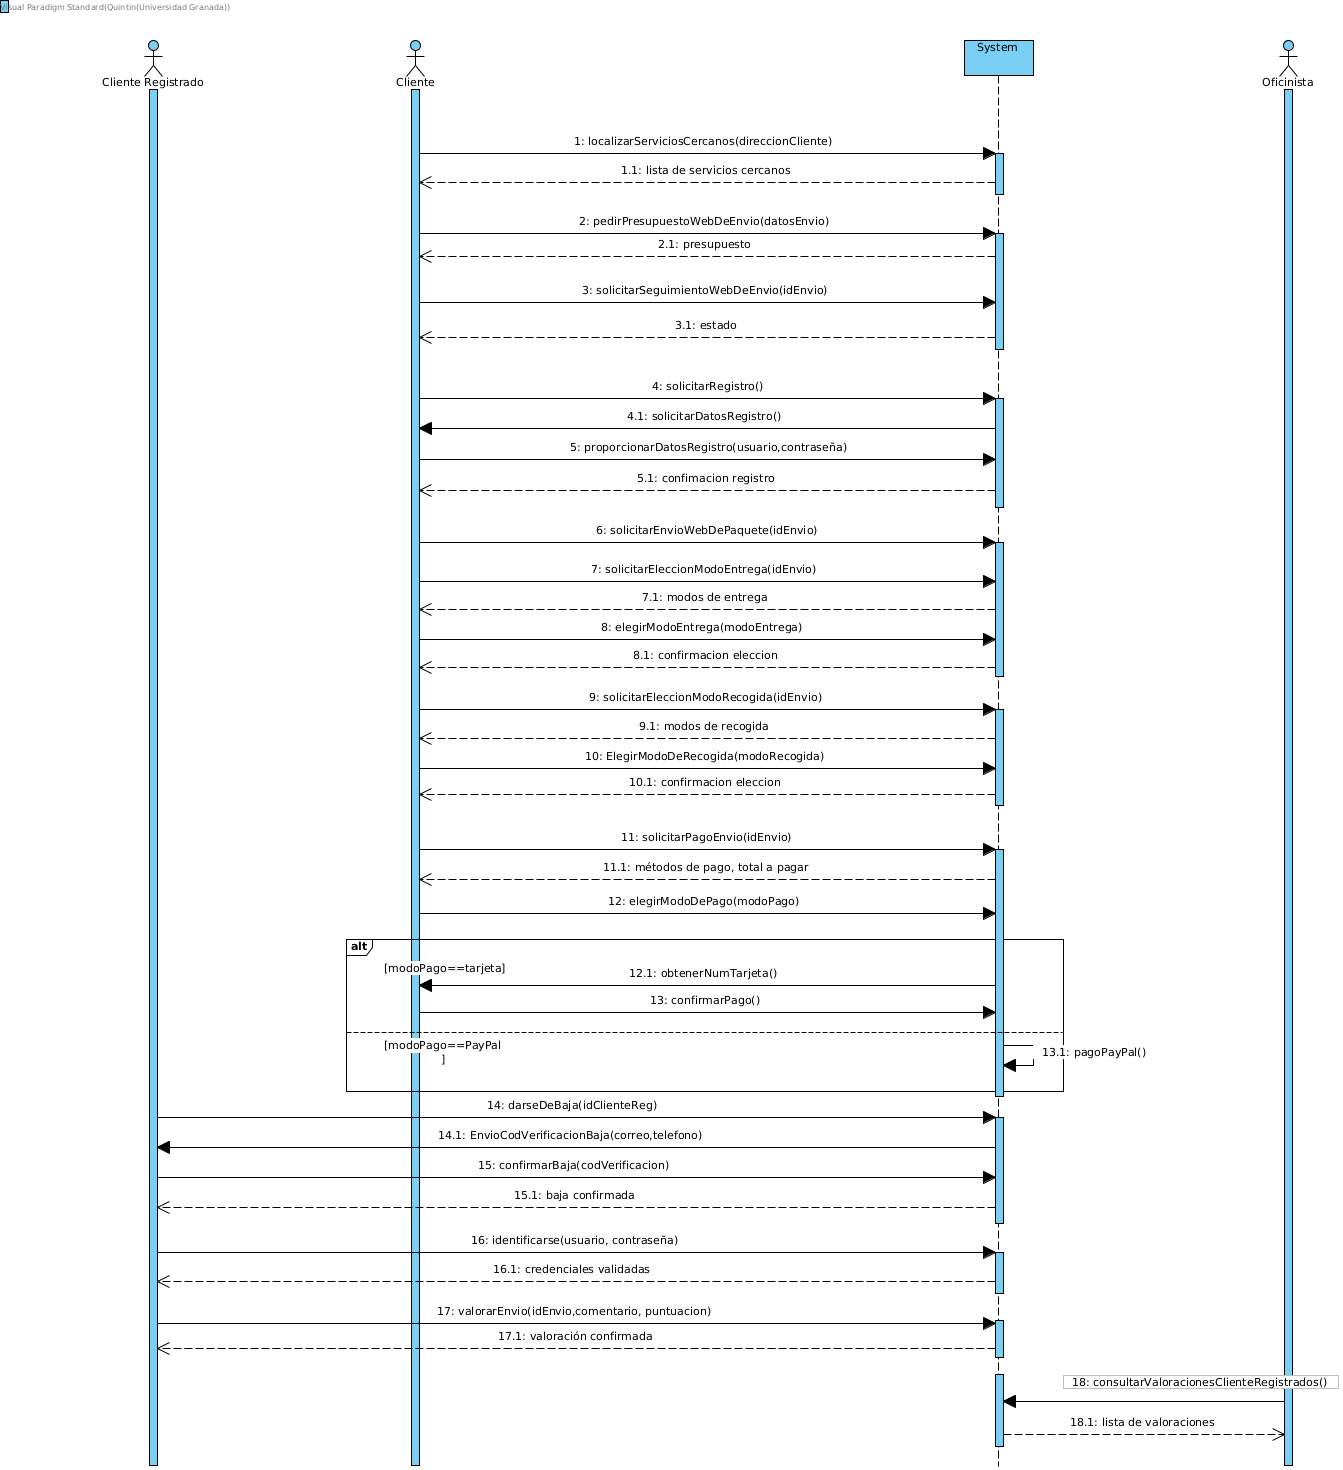 Visual Paradigm Standard(Quintin(Universidad Granada))
Cliente Registrado
Cliente
System
Oficinista
1: localizarServiciosCercanos(direccionCliente)
1.1: lista de servicios cercanos
2: pedirPresupuestoWebDeEnvio(datosEnvio)
2.1: presupuesto
3: solicitarSeguimientoWebDeEnvio(idEnvio)
3.1: estado
4: solicitarRegistro()
4.1: solicitarDatosRegistro()
5: proporcionarDatosRegistro(usuario,contraseña)
5.1: confimacion registro
6: solicitarEnvioWebDePaquete(idEnvio)
7: solicitarEleccionModoEntrega(idEnvio)
7.1: modos de entrega
8: elegirModoEntrega(modoEntrega)
8.1: confirmacion eleccion
9: solicitarEleccionModoRecogida(idEnvio)
9.1: modos de recogida
10: ElegirModoDeRecogida(modoRecogida)
10.1: confirmacion eleccion
11: solicitarPagoEnvio(idEnvio)
11.1: métodos de pago, total a pagar
12: elegirModoDePago(modoPago)
alt
[modoPago==tarjeta]
12.1: obtenerNumTarjeta()
13: confirmarPago()
[modoPago==PayPal
]
13.1: pagoPayPal()
14: darseDeBaja(idClienteReg)
14.1: EnvioCodVerificacionBaja(correo,telefono)
15: confirmarBaja(codVerificacion)
15.1: baja confirmada
16: identificarse(usuario, contraseña)
16.1: credenciales validadas
17: valorarEnvio(idEnvio,comentario, puntuacion)
17.1: valoración confirmada
18: consultarValoracionesClienteRegistrados()
18.1: lista de valoraciones